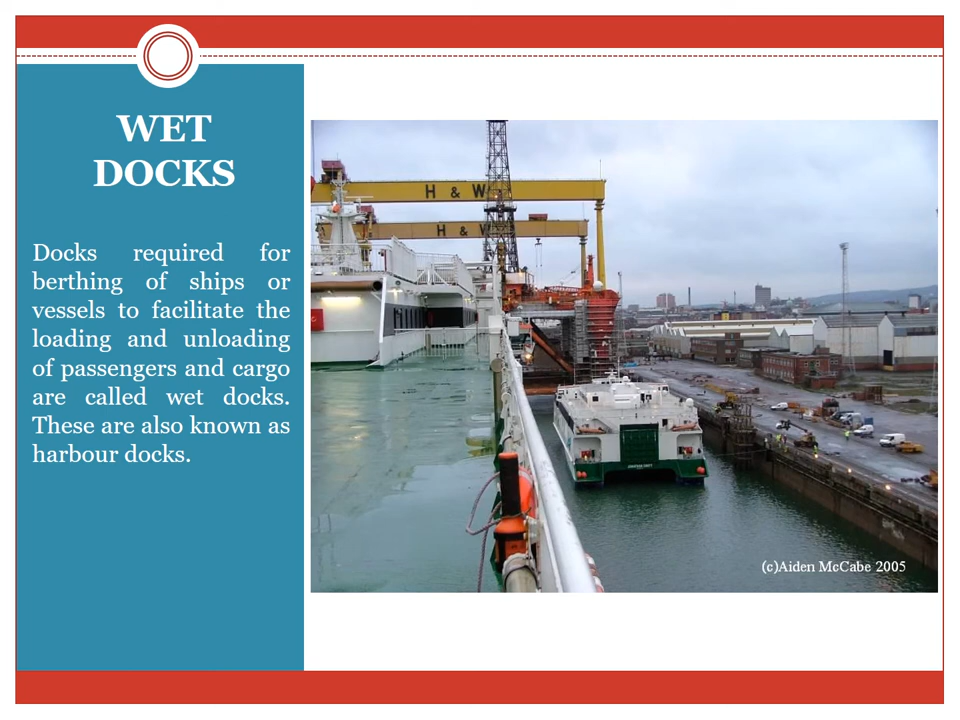 WET
DOCKS
Docks required for
berthing of ships or
vessels to facilitate the
loading and unloading
of passengers and cargo
are called wet docks.
These are also known as
harbour docks.
H & W
H & W
(c)Aiden McCabe 2005